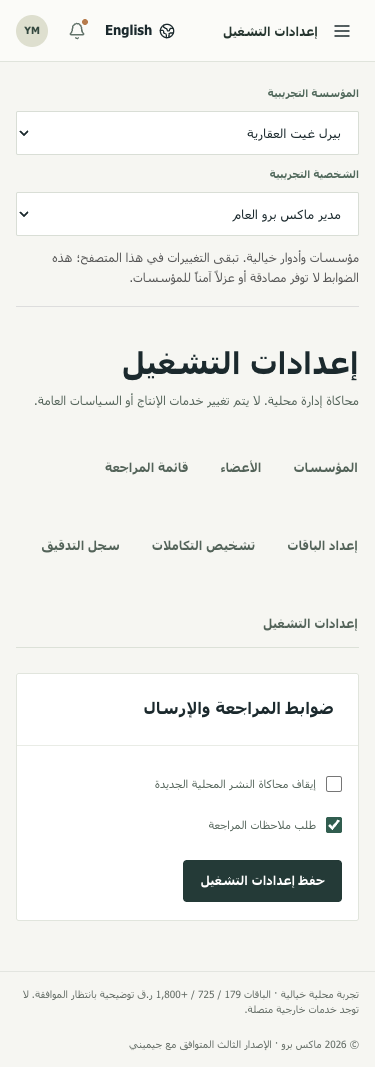 إعدادات التشغيل
English
YM
المؤسسة التجريبية
بيرل غيت العقارية
الشخصية التجريبية
مدير ماكس برو العام
مؤسسات وأدوار خيالية. تبقى التغييرات في هذا المتصفح؛ هذه
الضوابط لا توفر مصادقة أو عزلاً آمناً للمؤسسات.
إعدادات التشغيل
محاكاة إدارة محلية. لا يتم تغيير خدمات الإنتاج أو السياسات العامة.
المؤسسات الأعضاء قائمة المراجعة
إعداد الباقات تشخيص التكاملات سجل التدقيق
إعدادات التشغيل
ضوابط المراجعة والإرسال
إيقاف محاكاة النشر المحلية الجديدة
طلب ملاحظات المراجعة
حفظ إعدادات التشغيل
تجربة محلية خيالية · الباقات 179 / 725 / +1,800 ر.ق توضيحية بانتظار الموافقة. لا
توجد خدمات خارجية متصلة.
© 2026 ماكس برو · الإصدار الثالث المتوافق مع جيميني